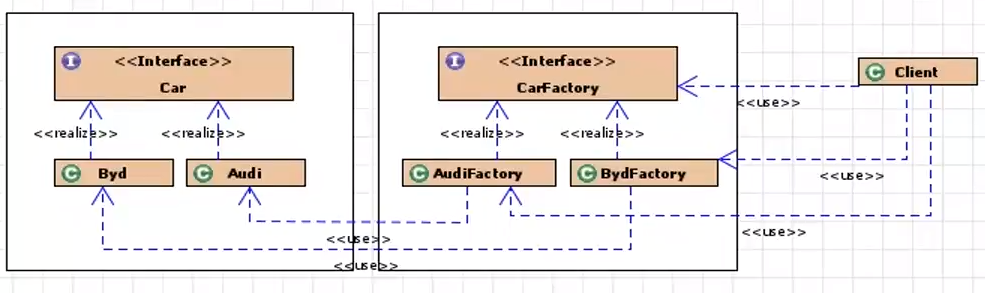 I
<<Interface>>
Car
<<realize>>
<<realize>>
C
Byd
C
Audi
I
<<Interface>>
CarFactory
<<realize>>
<<realize>>
C
AudiFactory
C
BydFactory
C
Client
<<use>>
<<use>>
<<use>>
<<use>>
<<use>>